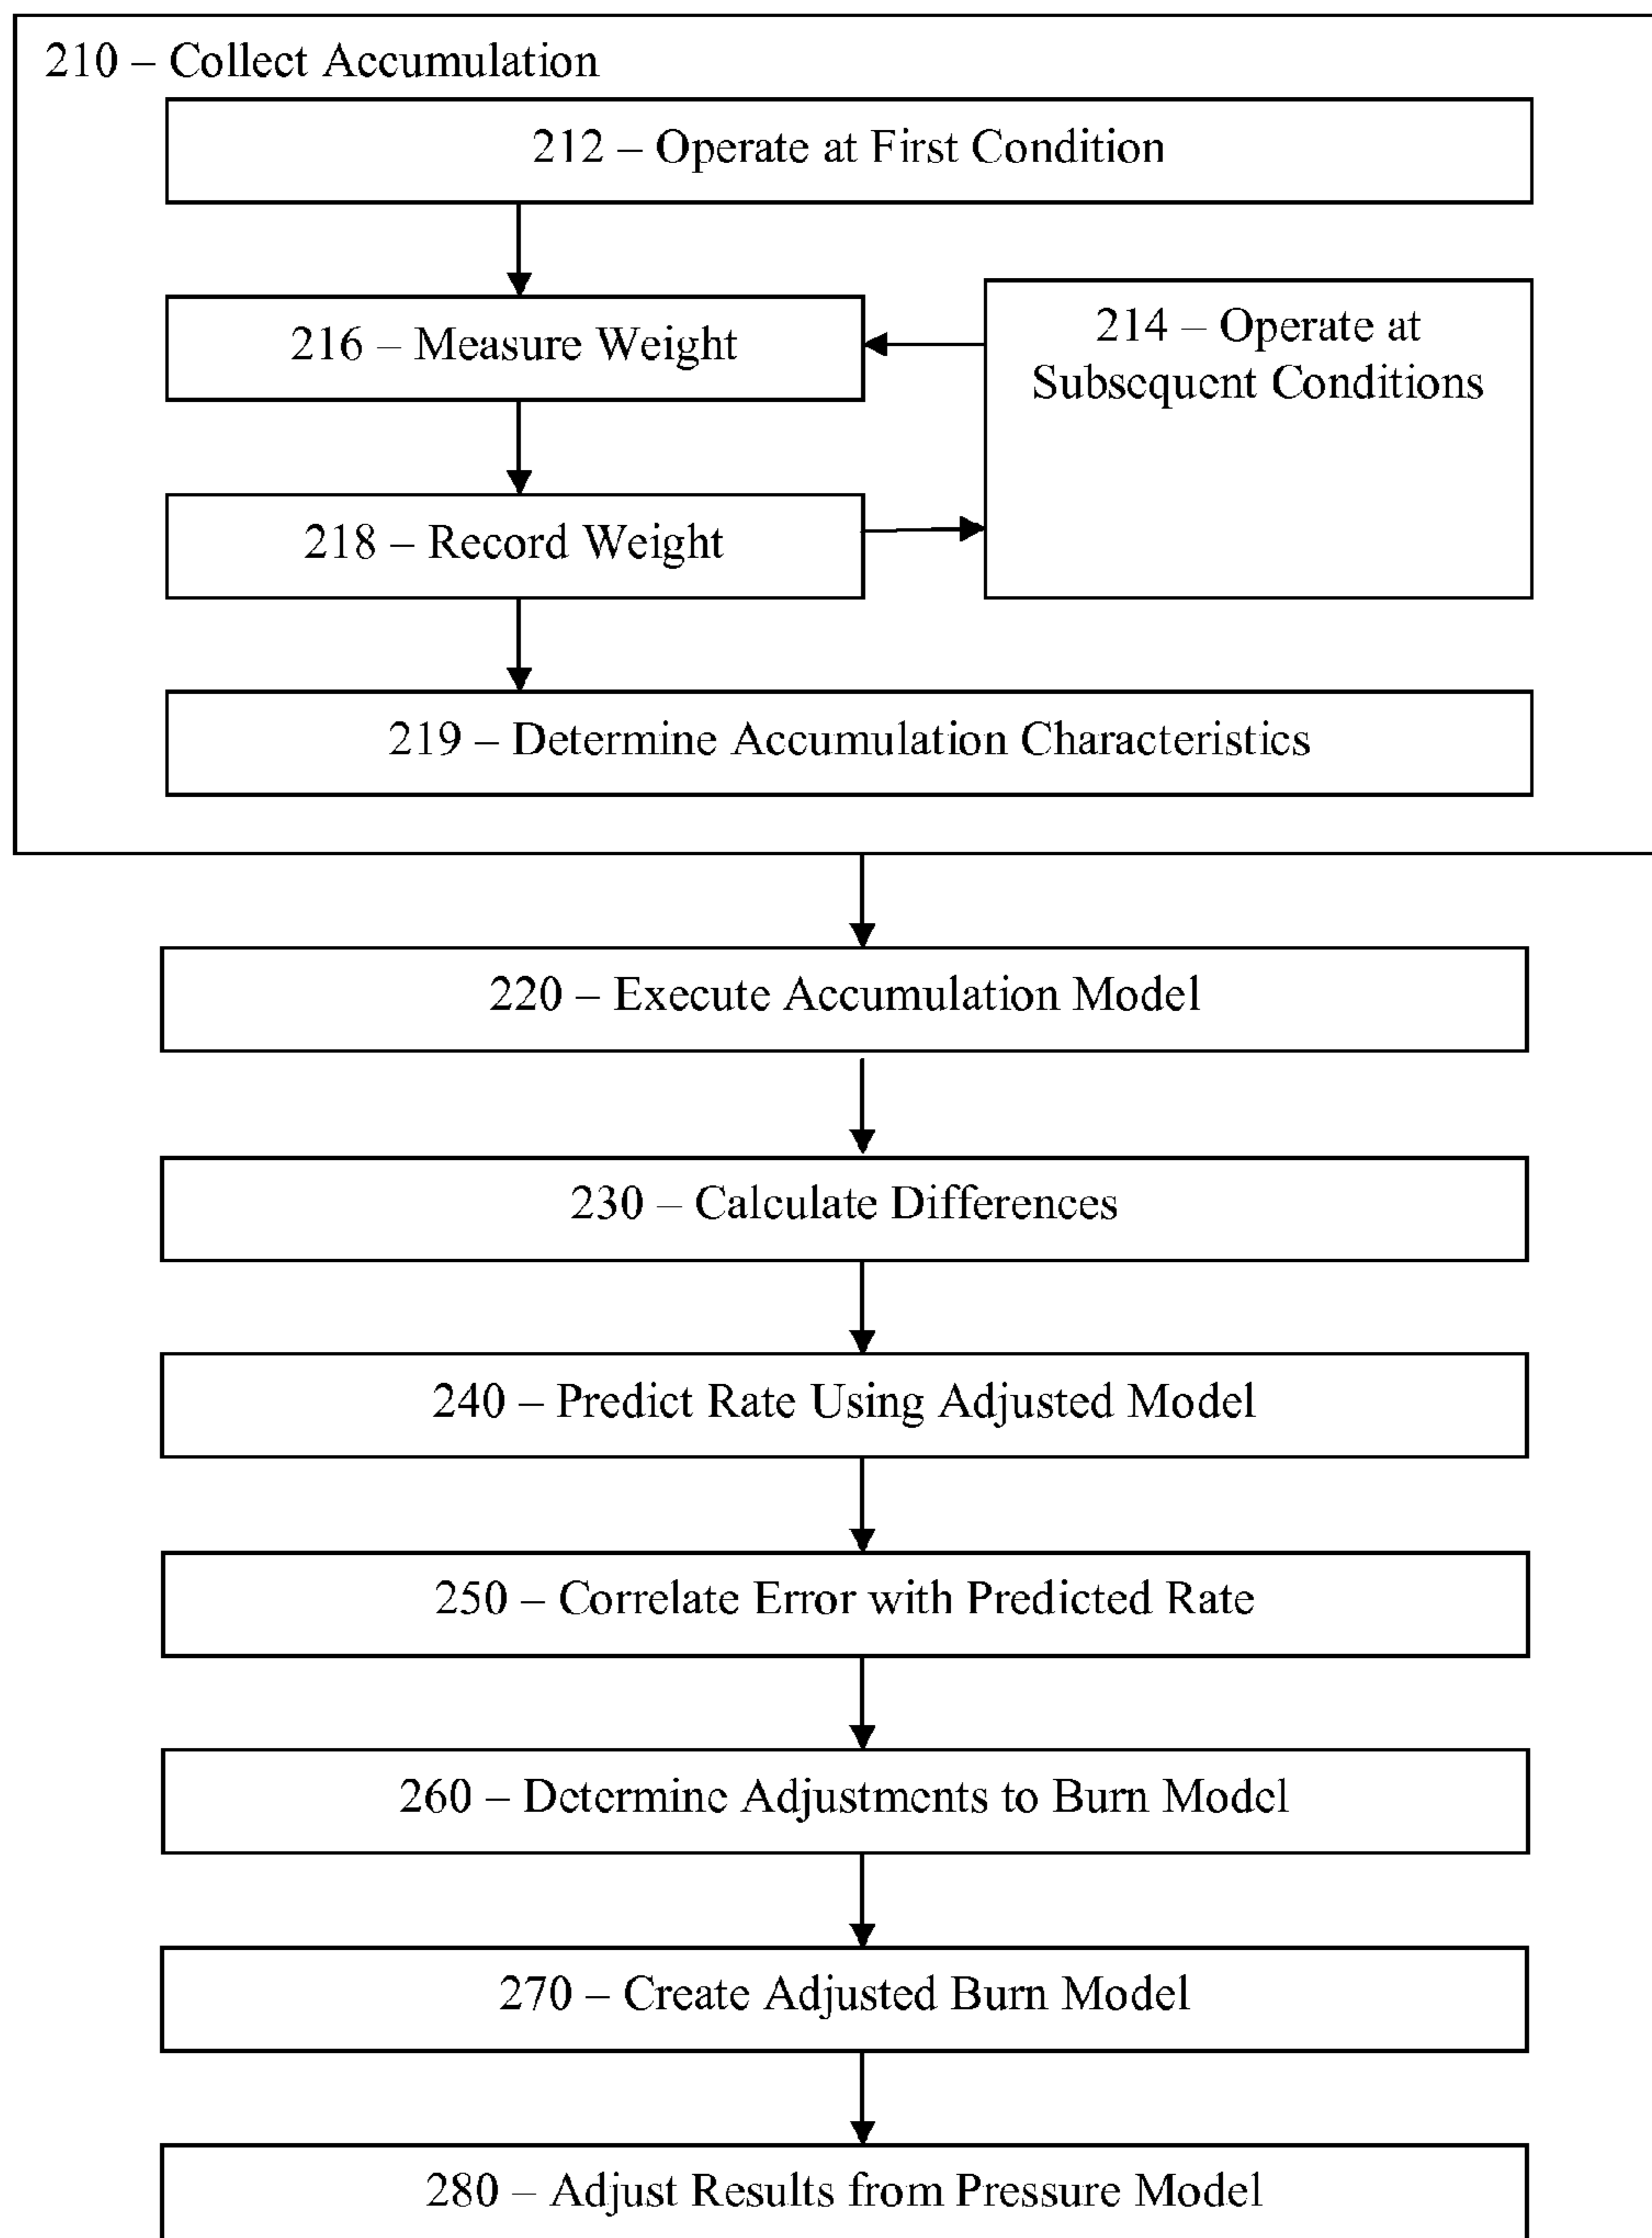 210 – Collect Accumulation
212 – Operate at First Condition
216 – Measure Weight
214 – Operate at
Subsequent Conditions
218 – Record Weight
219 – Determine Accumulation Characteristics
220 – Execute Accumulation Model
230 – Calculate Differences
240 – Predict Rate Using Adjusted Model
250 – Correlate Error with Predicted Rate
260 – Determine Adjustments to Burn Model
270 – Create Adjusted Burn Model
280 – Adjust Results from Pressure Model